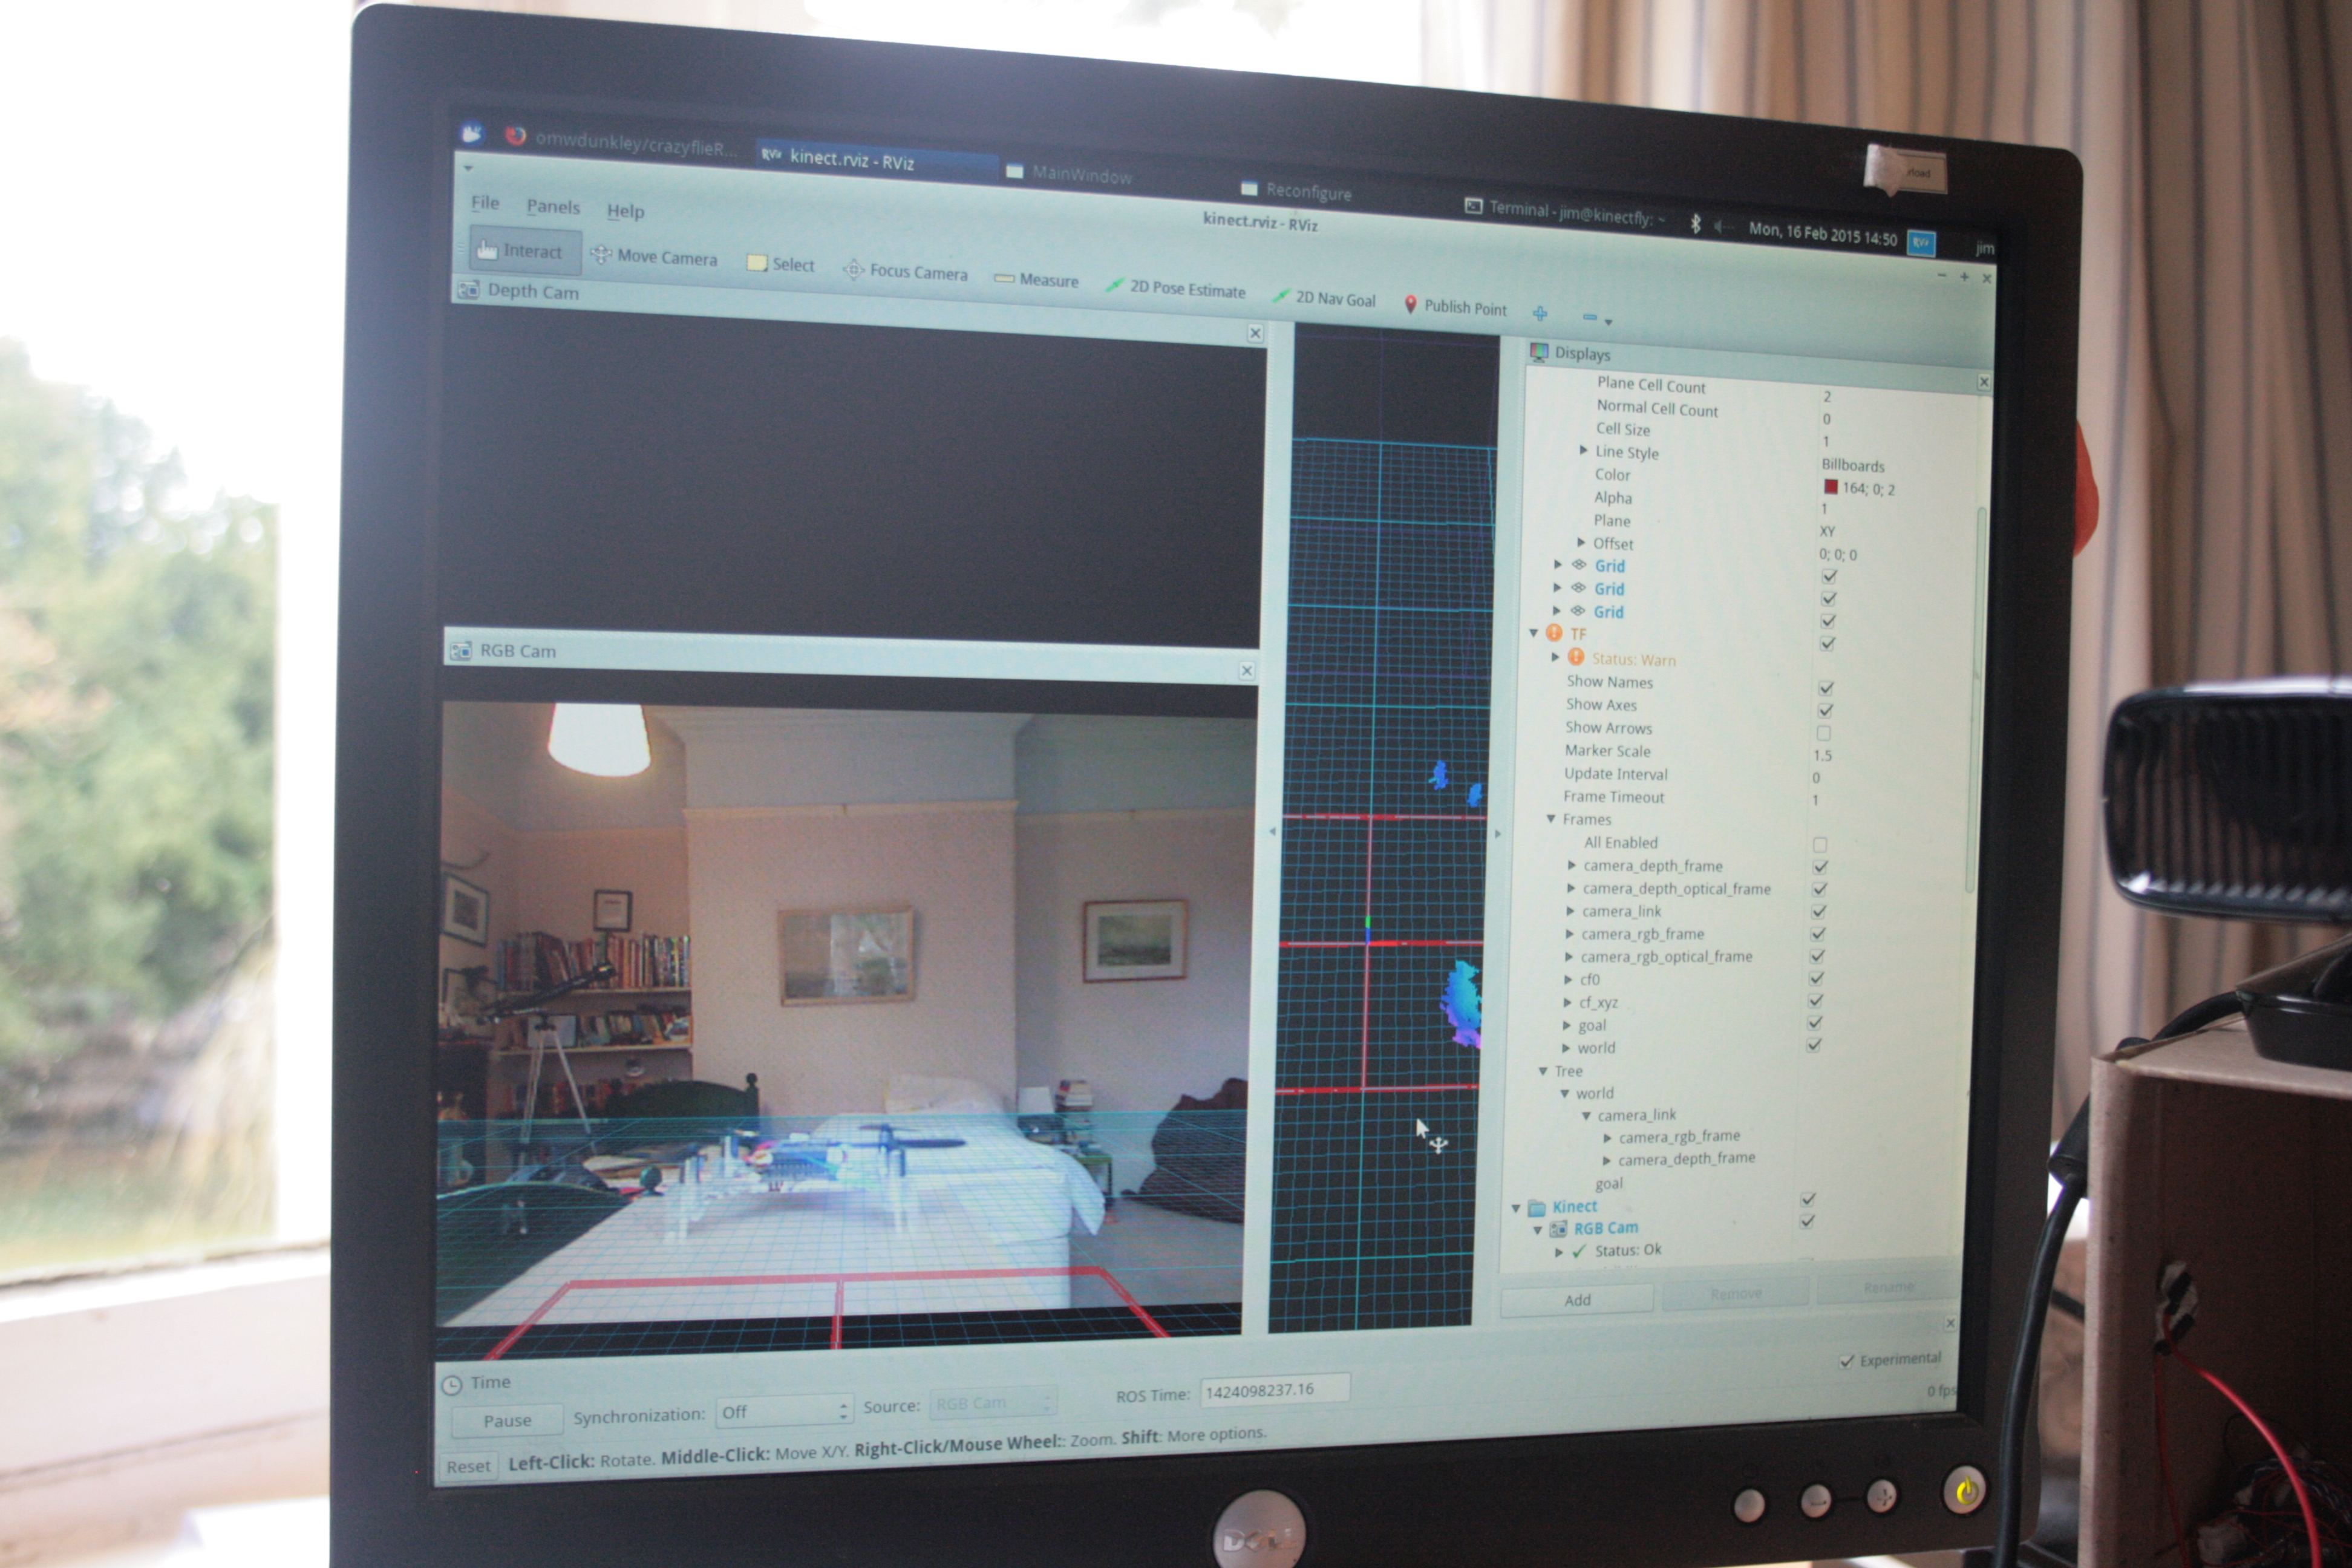 omwdunkley/crazyflieR...
RViz kinect.rviz - RViz
MainWindow
Reconfigure
Terminal - jim@kinectfly: ~
Mon, 16 Feb 2015 14:50
RViz
jim
kinect.rviz - RViz
File Panels Help
Interact Move Camera Select Focus Camera Measure 2D Pose Estimate 2D Nav Goal Publish Point
Depth Cam
RGB Cam
Displays
Plane Cell Count 2
Normal Cell Count 0
Cell Size 1
Line Style Billboards
Color 164; 0; 2
Alpha 1
Plane XY
Offset 0; 0; 0
Grid
Grid
Grid
TF
Status: Warn
Show Names
Show Axes
Show Arrows
Marker Scale 1.5
Update Interval 0
Frame Timeout 1
Frames
All Enabled
camera_depth_frame
camera_depth_optical_frame
camera_link
camera_rgb_frame
camera_rgb_optical_frame
cf0
cf_xyz
goal
world
Tree
world
camera_link
camera_rgb_frame
camera_depth_frame
goal
Kinect
RGB Cam
Status: Ok
Add Remove Rename
Time
Experimental
Pause Synchronization: Off Source: RGB Cam ROS Time: 1424098237.16
0 fps
Reset Left-Click: Rotate. Middle-Click: Move X/Y. Right-Click/Mouse Wheel:: Zoom. Shift: More options.
DELL